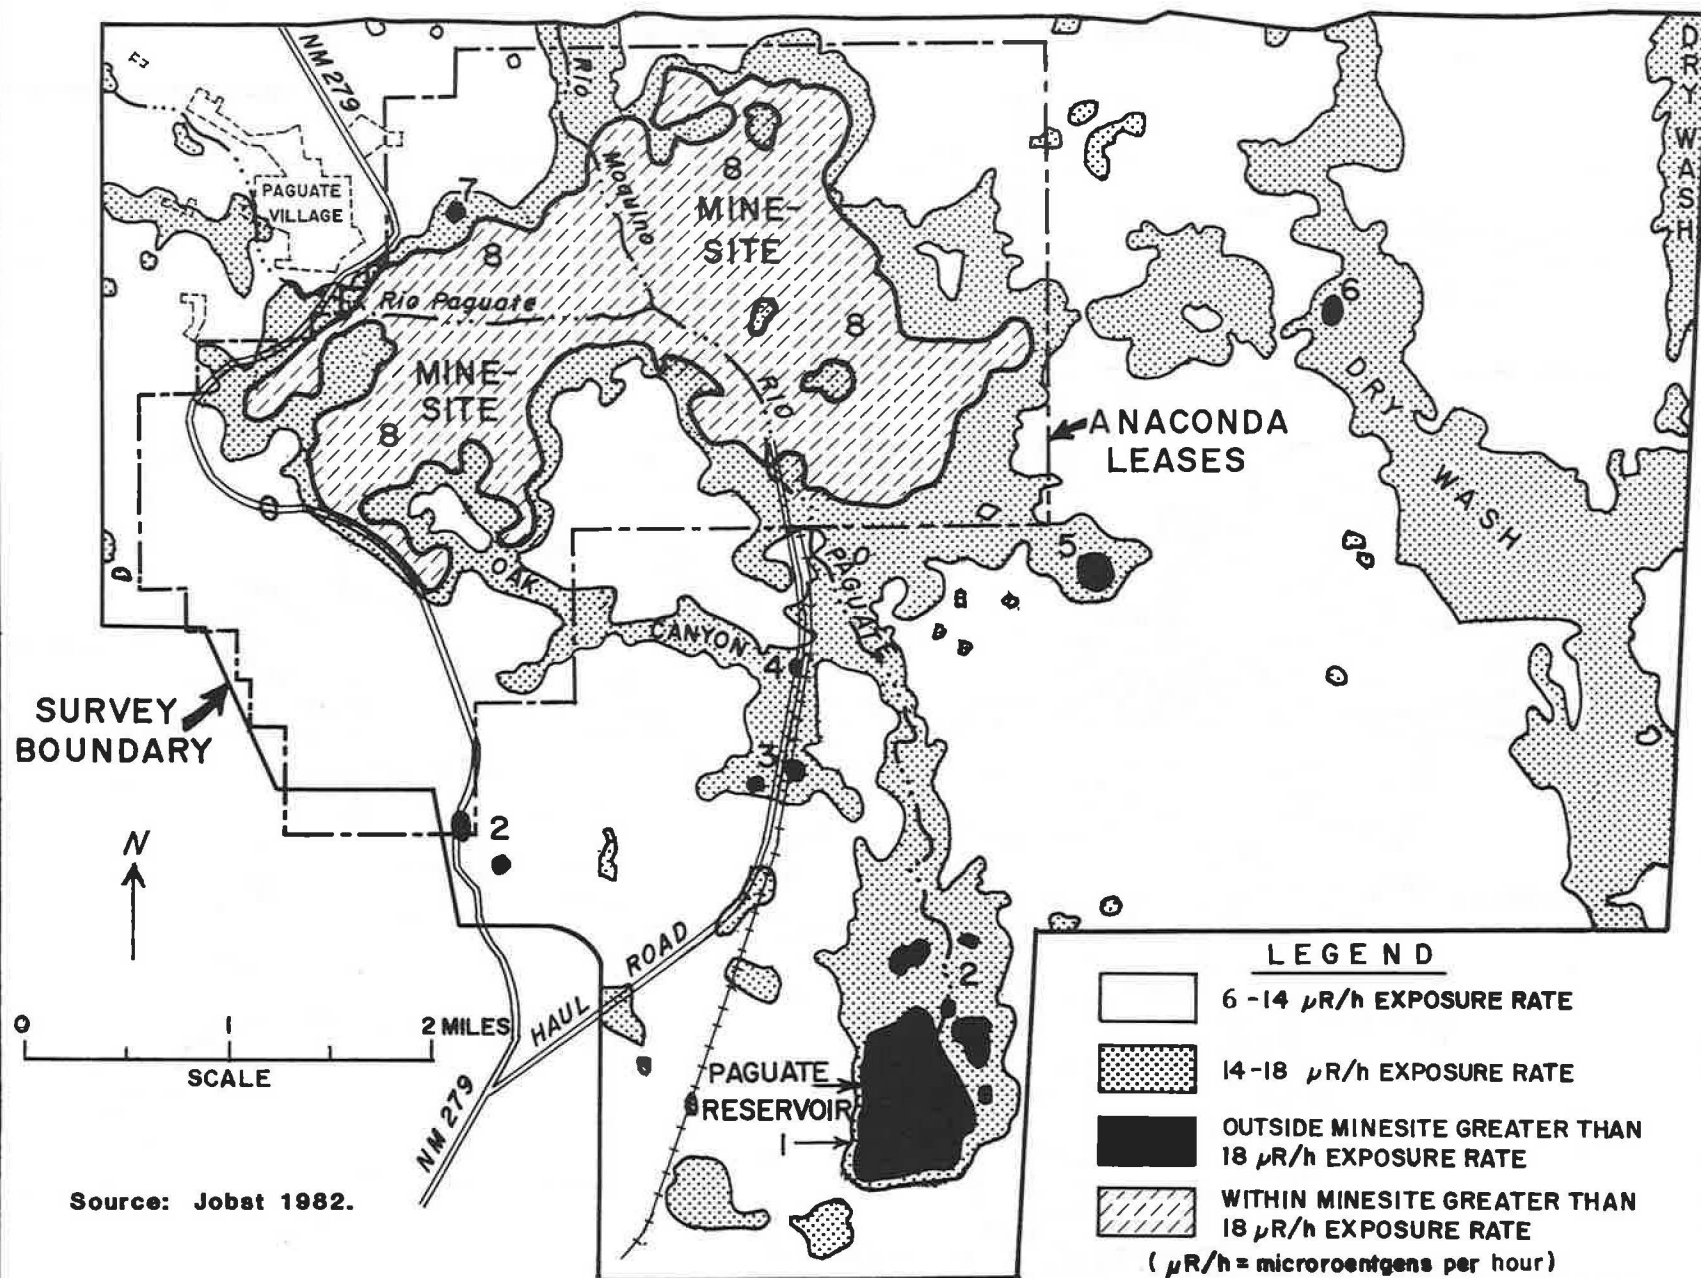 NM 279
RIO
DRY WASH
PAGUATE
VILLAGE
7
Moquino
8
MINE-
SITE
8
Rio Paguate
8
6
MINE-
SITE
8
RIO
DRY
WASH
ANACONDA
LEASES
5
OAK
PAGUATE
CANYON
4
SURVEY
BOUNDARY
3
2
N
HAUL ROAD
2
0 1 2 MILES
SCALE
NM 279
PAGUATE
RESERVOIR
1
Source: Jobst 1982.
LEGEND
6-14 µR/h EXPOSURE RATE
14-18 µR/h EXPOSURE RATE
OUTSIDE MINESITE GREATER THAN
18 µR/h EXPOSURE RATE
WITHIN MINESITE GREATER THAN
18 µR/h EXPOSURE RATE
(µR/h = microroentgens per hour)